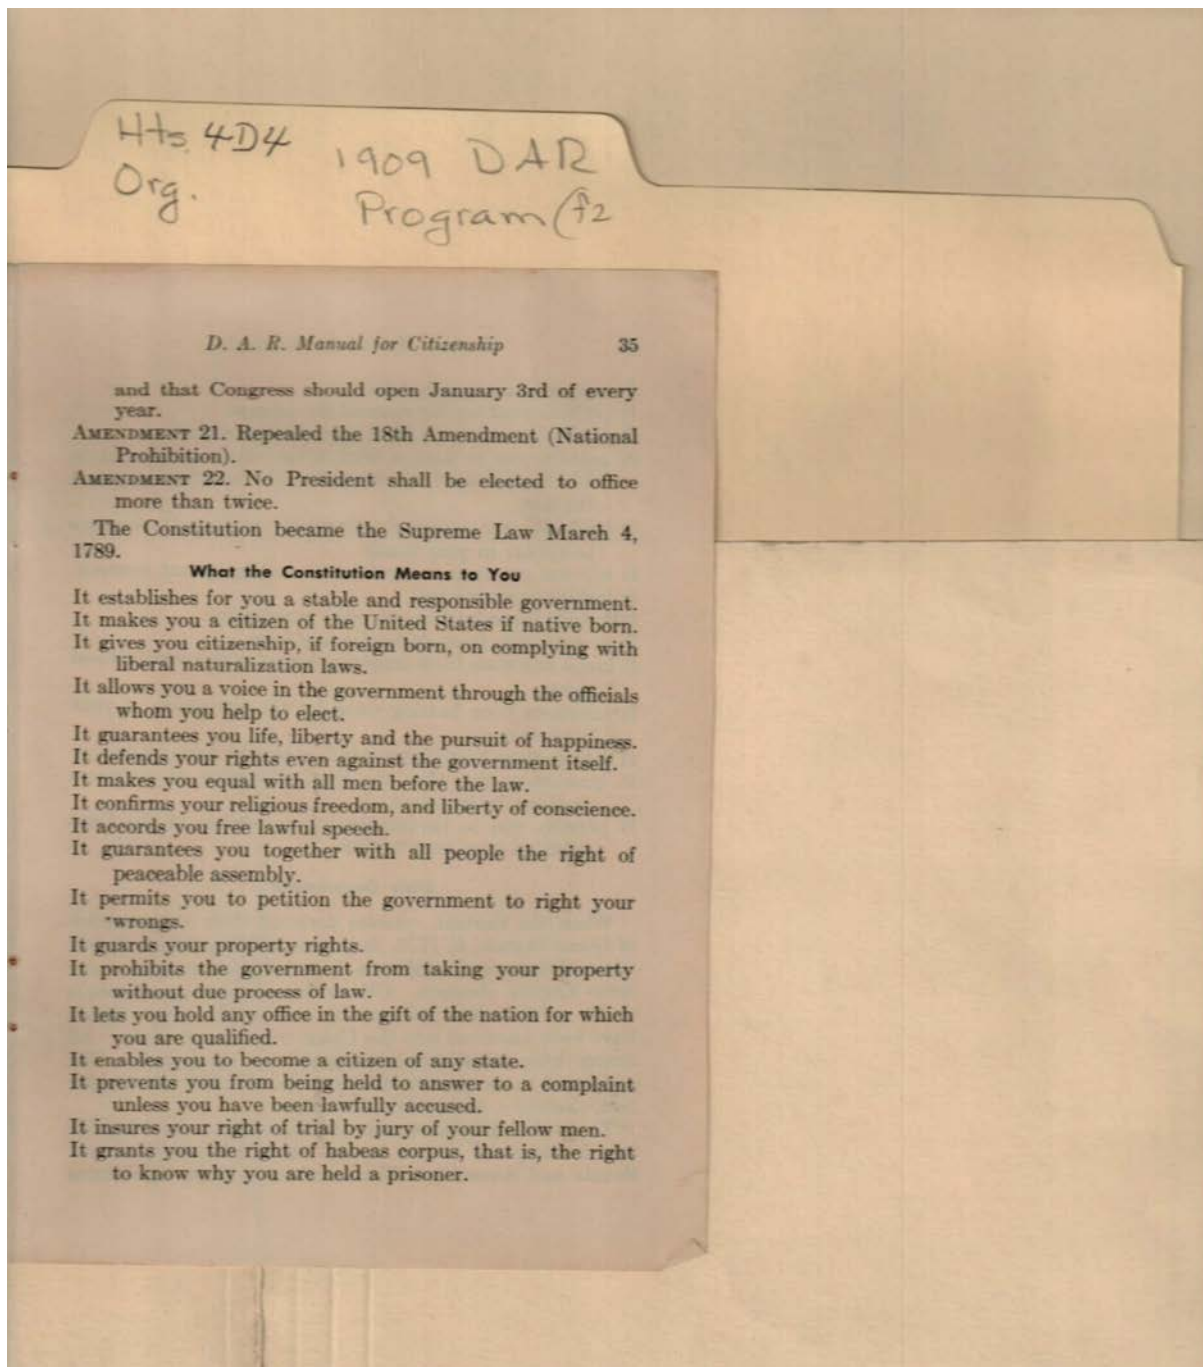 Hts. 4D4 1909 DAR
Org. Program (f2
D. A. R. Manual for Citizenship 35
and that Congress should open January 3rd of every
year.
AMENDMENT 21. Repealed the 18th Amendment (National
Prohibition).
AMENDMENT 22. No President shall be elected to office
more than twice.
The Constitution became the Supreme Law March 4,
1789.
What the Constitution Means to You
It establishes for you a stable and responsible government.
It makes you a citizen of the United States if native born.
It gives you citizenship, if foreign born, on complying with
liberal naturalization laws.
It allows you a voice in the government through the officials
whom you help to elect.
It guarantees you life, liberty and the pursuit of happiness.
It defends your rights even against the government itself.
It makes you equal with all men before the law.
It confirms your religious freedom, and liberty of conscience.
It accords you free lawful speech.
It guarantees you together with all people the right of
peaceable assembly.
It permits you to petition the government to right your
wrongs.
It guards your property rights.
It prohibits the government from taking your property
without due process of law.
It lets you hold any office in the gift of the nation for which
you are qualified.
It enables you to become a citizen of any state.
It prevents you from being held to answer to a complaint
unless you have been lawfully accused.
It insures your right of trial by jury of your fellow men.
It grants you the right of habeas corpus, that is, the right
to know why you are held a prisoner.